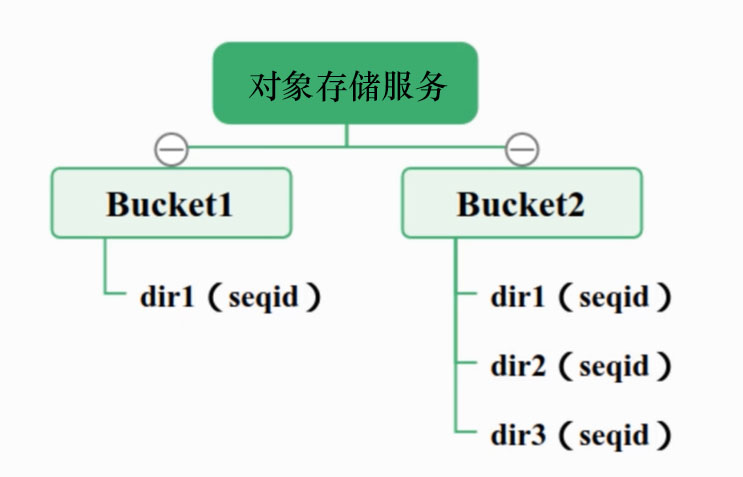 对象存储服务
Bucket1
Bucket2
dir1（seqid）
dir1（seqid）
dir2（seqid）
dir3（seqid）